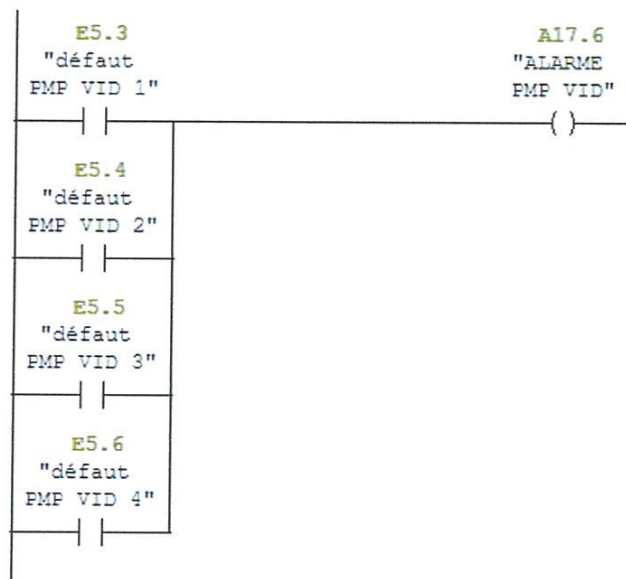 E5.3
"défaut
PMP VID 1"
A17.6
"ALARME
PMP VID"
E5.4
"défaut
PMP VID 2"
E5.5
"défaut
PMP VID 3"
E5.6
"défaut
PMP VID 4"